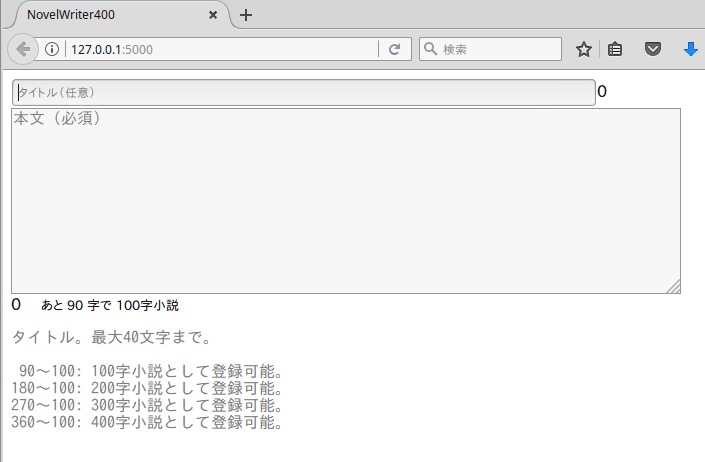 NovelWriter400
127.0.0.1:5000
検索
タイトル（任意） 0
本文（必須）
0 あと 90 字で 100字小説
タイトル。最大40文字まで。
90～100: 100字小説として登録可能。
180～100: 200字小説として登録可能。
270～100: 300字小説として登録可能。
360～100: 400字小説として登録可能。